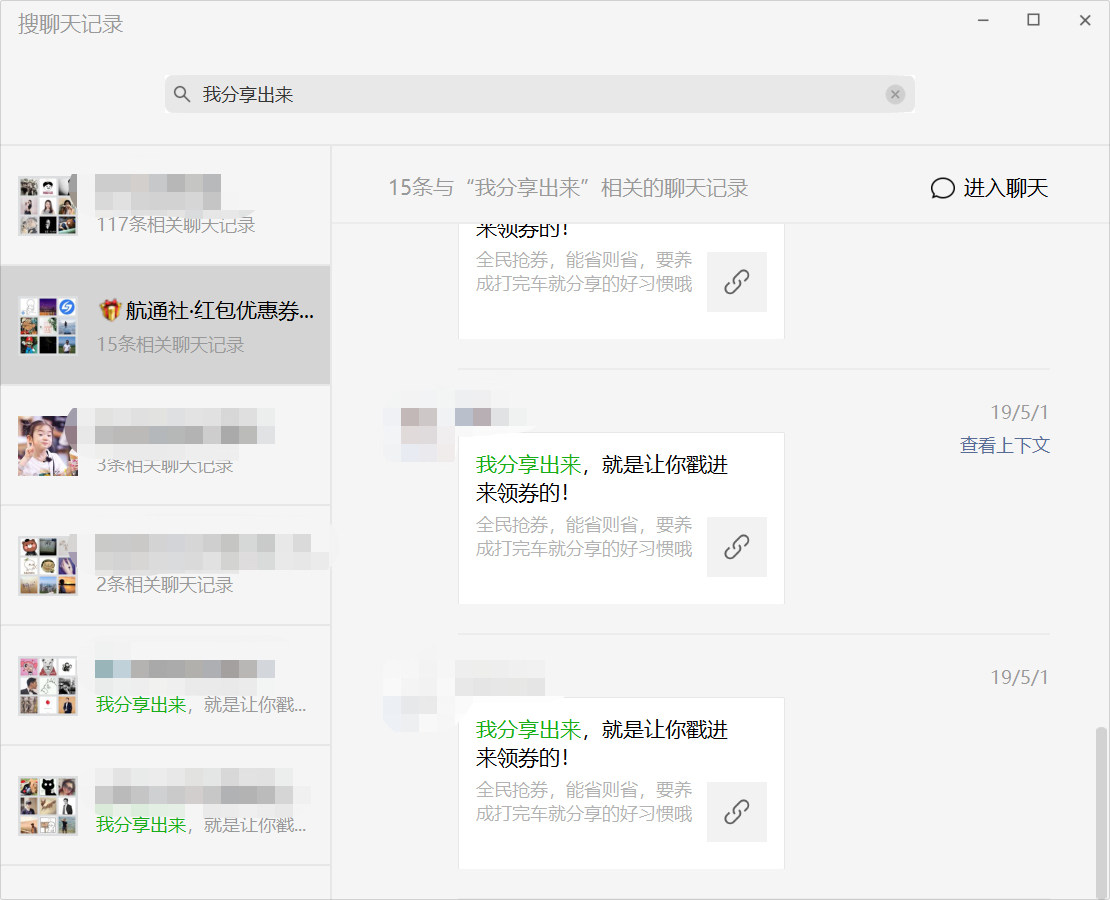 搜聊天记录
我分享出来
117条相关聊天记录
🎁航通社·红包优惠券...
15条相关聊天记录
3条相关聊天记录
2条相关聊天记录
我分享出来，就是让你戳...
我分享出来，就是让你戳...
15条与“我分享出来”相关的聊天记录
进入聊天
来领券的！
全民抢券，能省则省，要养
成打完车就分享的好习惯哦
19/5/1
查看上下文
我分享出来，就是让你戳进
来领券的！
全民抢券，能省则省，要养
成打完车就分享的好习惯哦
19/5/1
我分享出来，就是让你戳进
来领券的！
全民抢券，能省则省，要养
成打完车就分享的好习惯哦